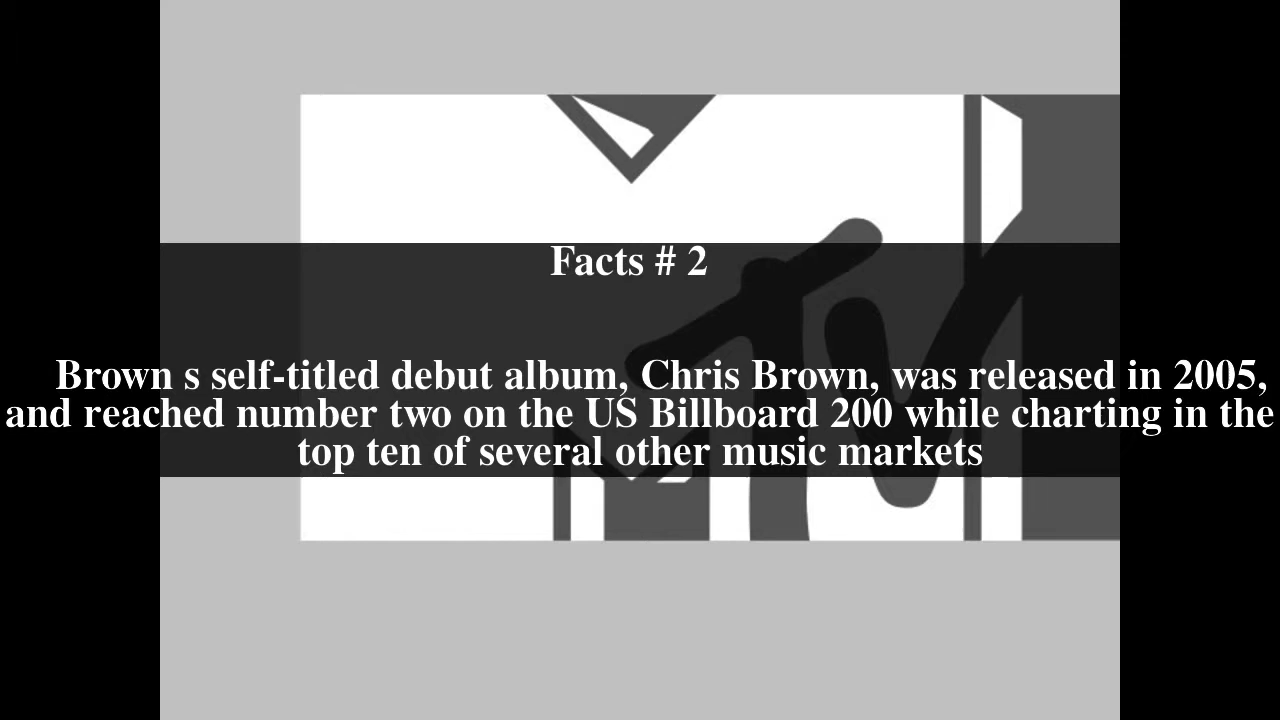 Facts # 2
Brown s self-titled debut album, Chris Brown, was released in 2005,
and reached number two on the US Billboard 200 while charting in the
top ten of several other music markets
TV